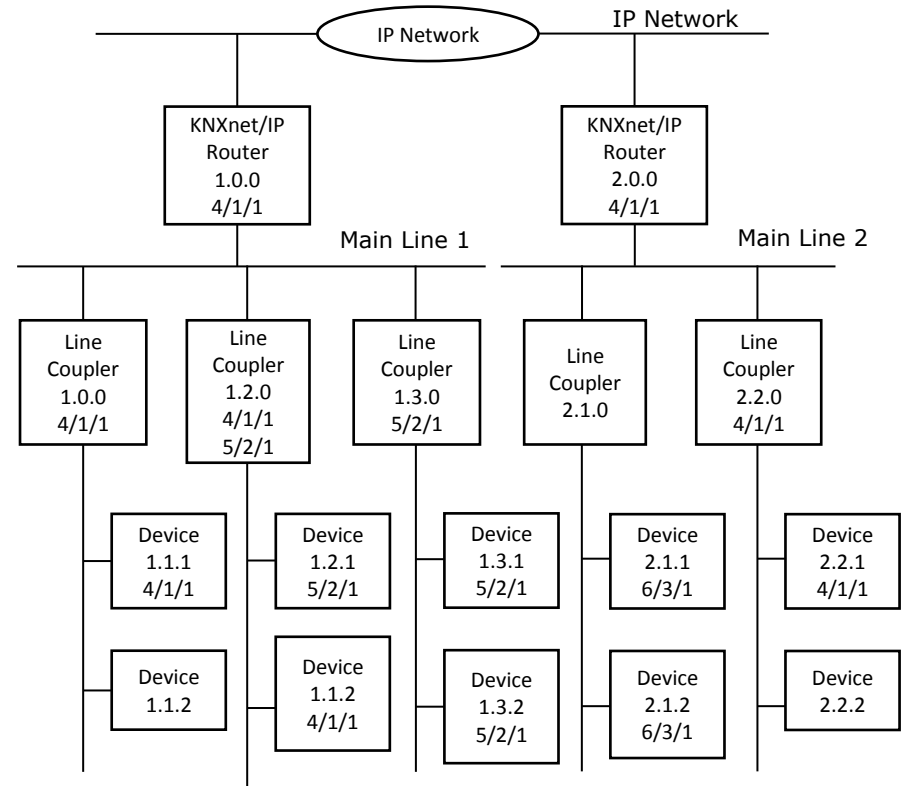 IP Network
IP Network
KNXnet/IP
Router
1.0.0
4/1/1
KNXnet/IP
Router
2.0.0
4/1/1
Main Line 1
Main Line 2
Line
Coupler
1.0.0
4/1/1
Line
Coupler
1.2.0
4/1/1
5/2/1
Line
Coupler
1.3.0
5/2/1
Line
Coupler
2.1.0
Line
Coupler
2.2.0
4/1/1
Device
1.1.1
4/1/1
Device
1.2.1
5/2/1
Device
1.3.1
5/2/1
Device
2.1.1
6/3/1
Device
2.2.1
4/1/1
Device
1.1.2
Device
1.1.2
4/1/1
Device
1.3.2
5/2/1
Device
2.1.2
6/3/1
Device
2.2.2